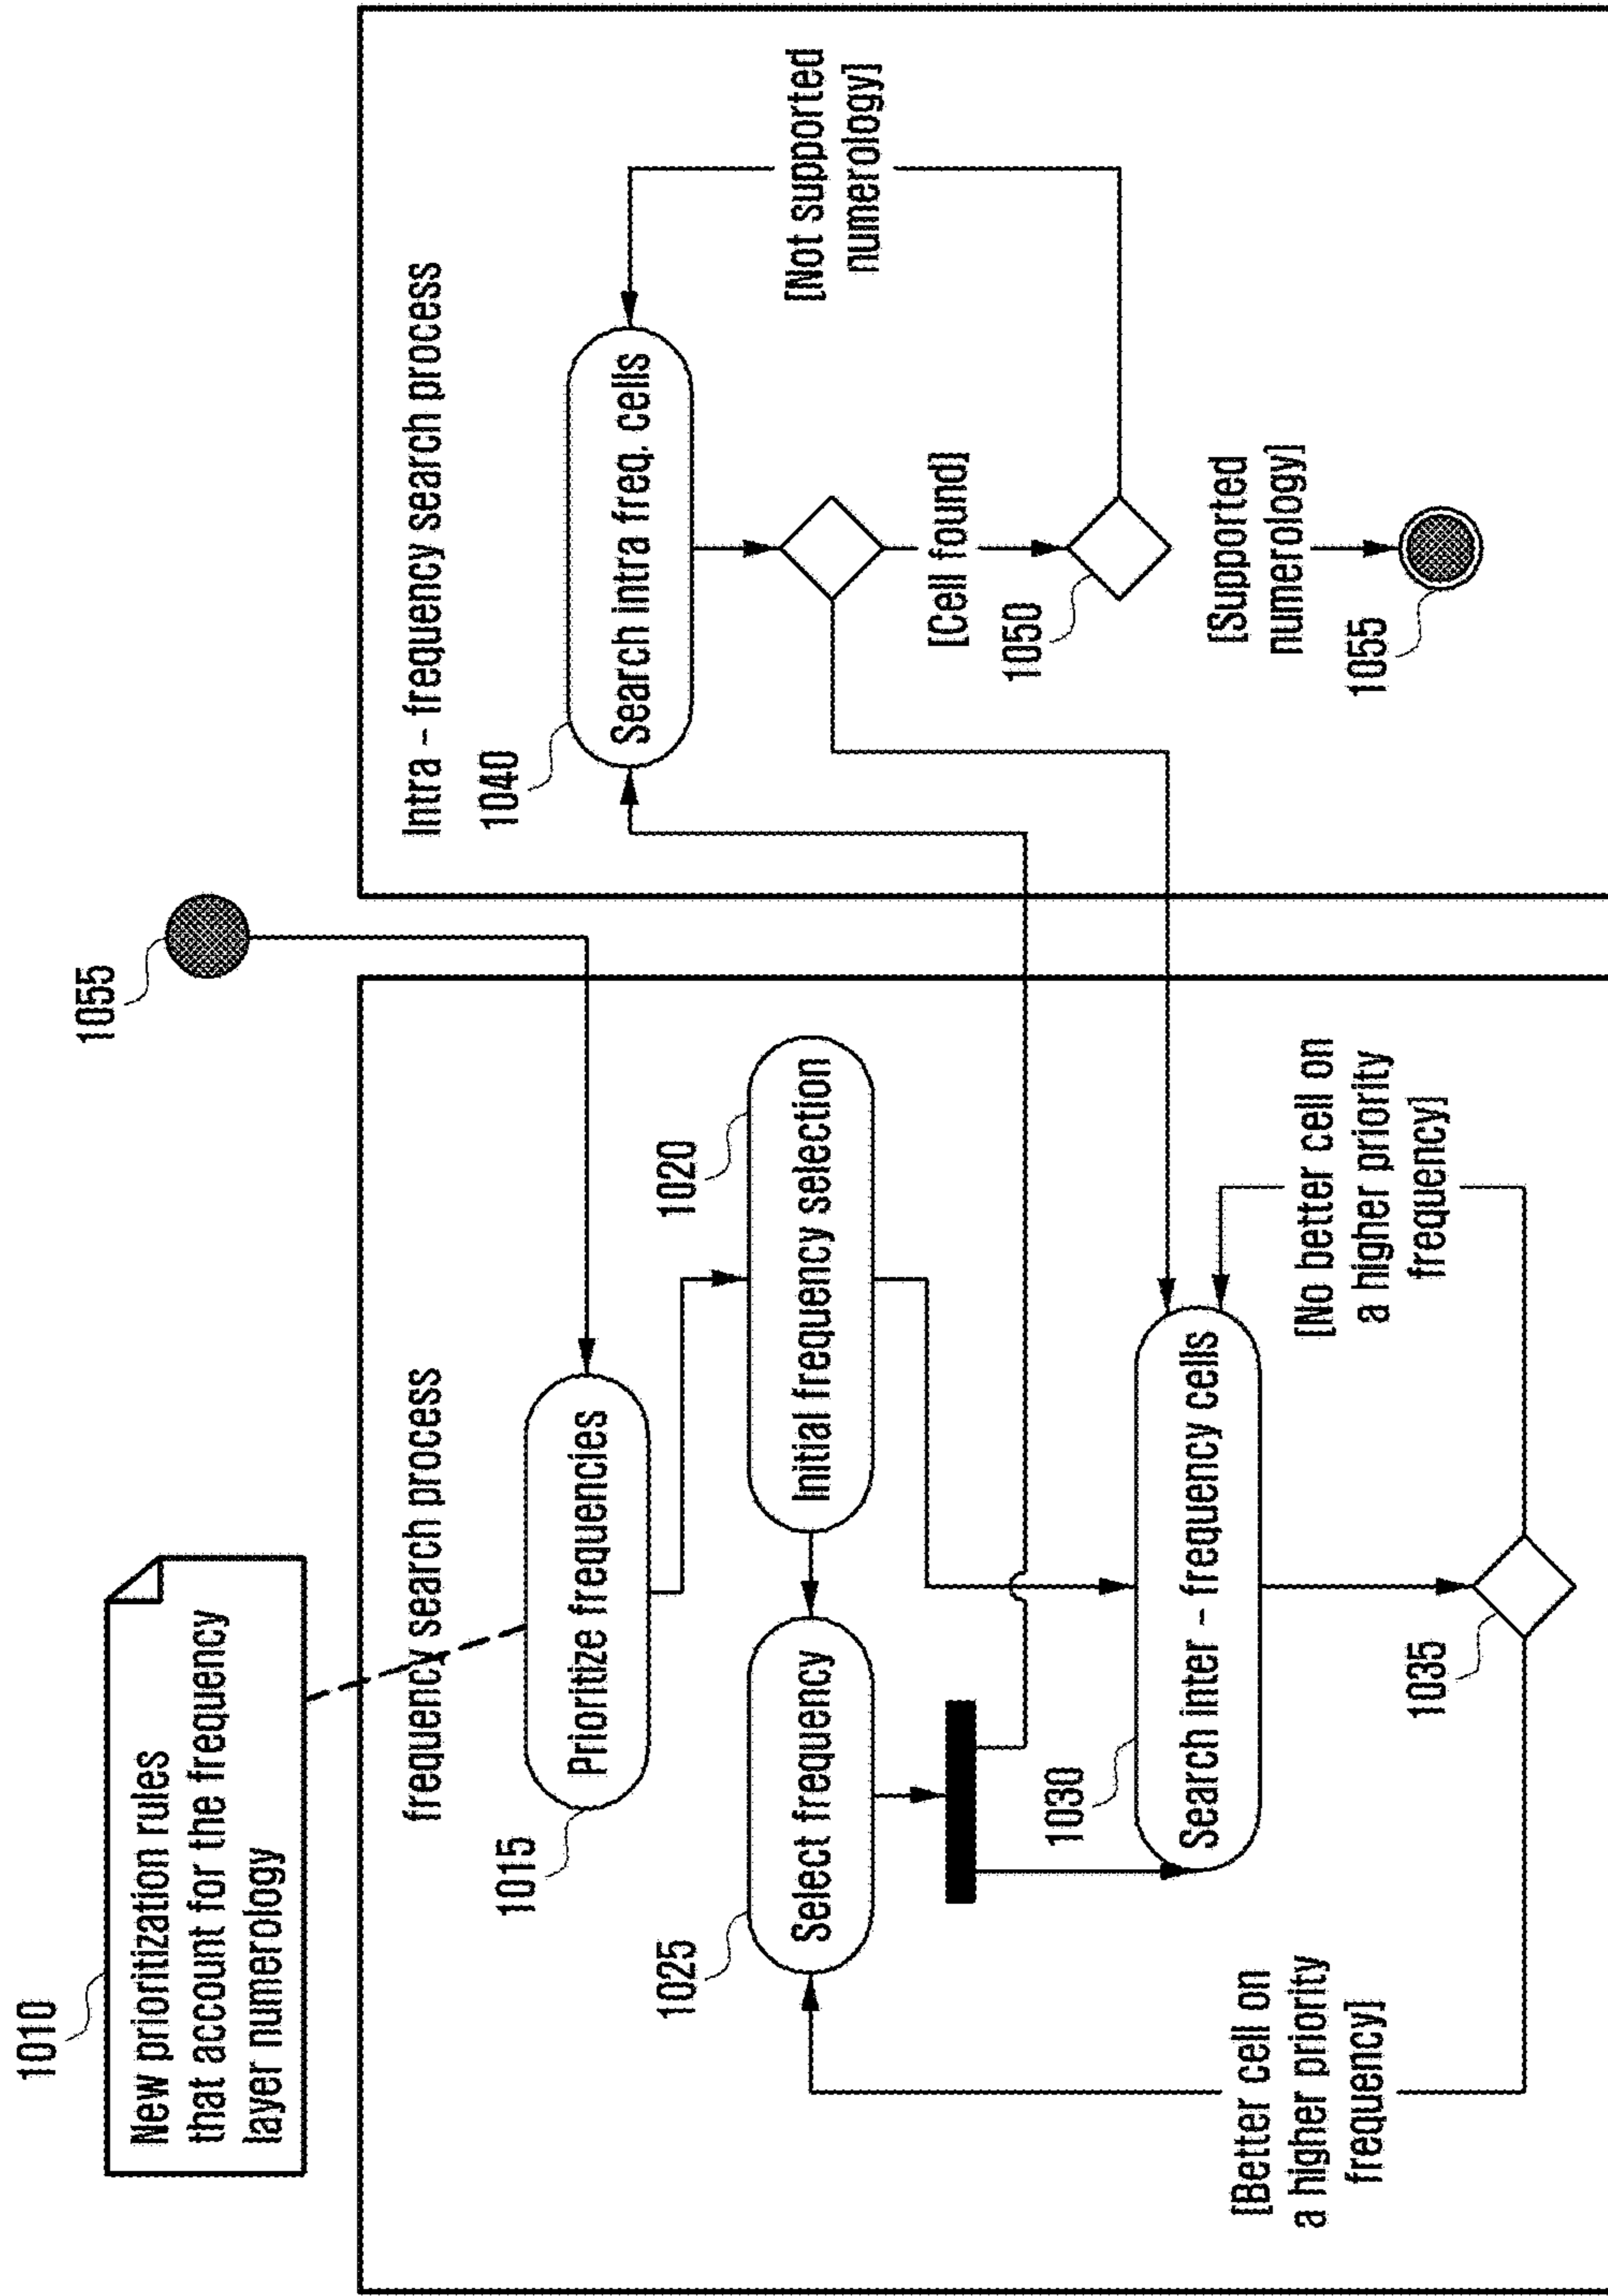 1010
New prioritization rules
that account for the frequency
layer numerology
1055
frequency search process
1015
Prioritize frequencies
1020
Initial frequency selection
1025
Select frequency
1030
Search inter - frequency cells
1035
[Better cell on
a higher priority
frequency]
[No better cell on
a higher priority
frequency]
Intra - frequency search process
1040
Search intra freq. cells
[Cell found]
1050
[Not supported
numerology]
[Supported
numerology]
1055